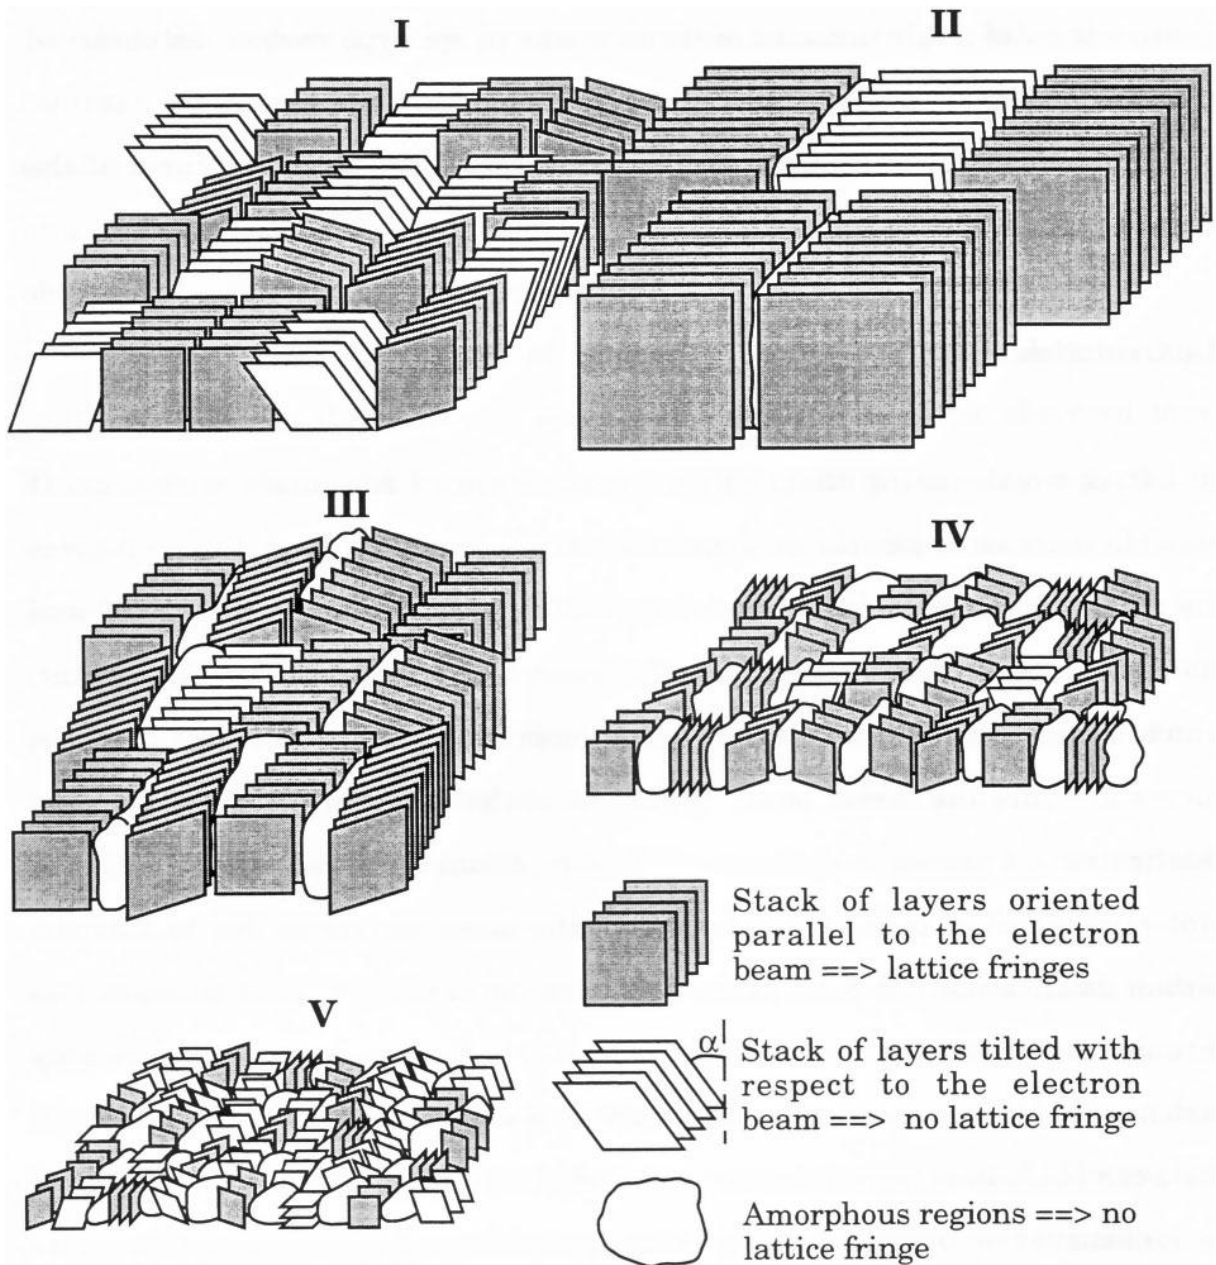 I
II
III
IV
V
Stack of layers oriented
parallel to the electron
beam ==> lattice fringes
α
Stack of layers tilted with
respect to the electron
beam ==> no lattice fringe
Amorphous regions ==> no
lattice fringe